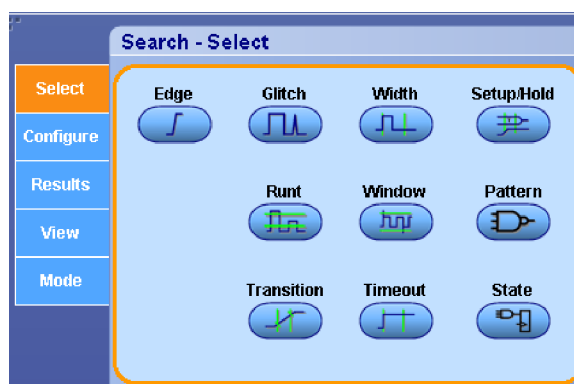 Search - Select
Select
Configure
Results
View
Mode
Edge Glitch Width Setup/Hold
Runt Window Pattern
Transition Timeout State